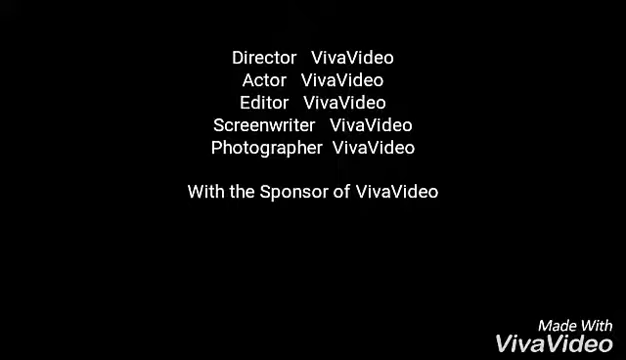 Director VivaVideo
Actor VivaVideo
Editor VivaVideo
Screenwriter VivaVideo
Photographer VivaVideo
With the Sponsor of VivaVideo
Made With
VivaVideo